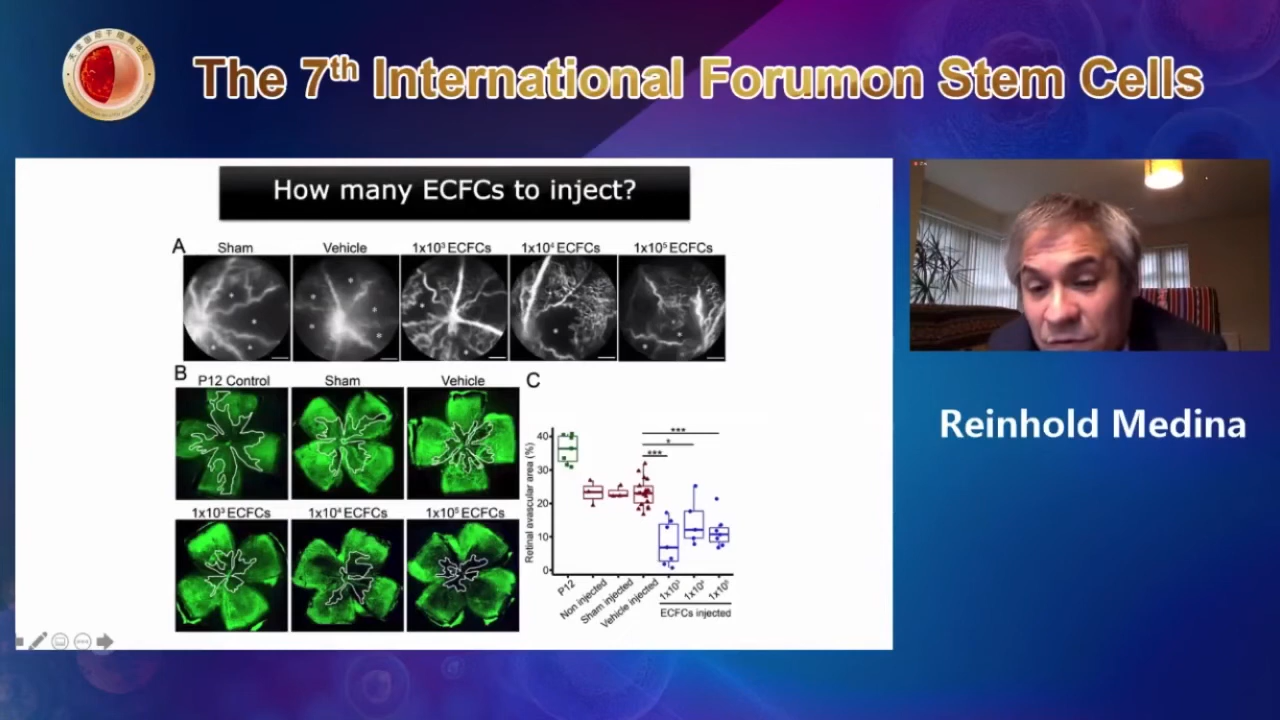 The 7th International Forumon Stem Cells
How many ECFCs to inject?
A
Sham
Vehicle
1x10³ ECFCs
1x10⁴ ECFCs
1x10⁵ ECFCs
B
P12 Control
Sham
Vehicle
1x10³ ECFCs
1x10⁴ ECFCs
1x10⁵ ECFCs
C
Retinal avascular area (%)
40
30
20
10
0
***
*
***
P12
Non injected
Sham injected
Vehicle injected
1x10³
1x10⁴
1x10⁵
ECFCs injected
Reinhold Medina